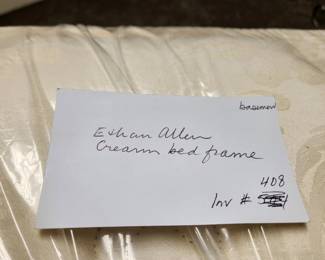 basement
Ethan Allen
Cream bed frame
408
Inv #